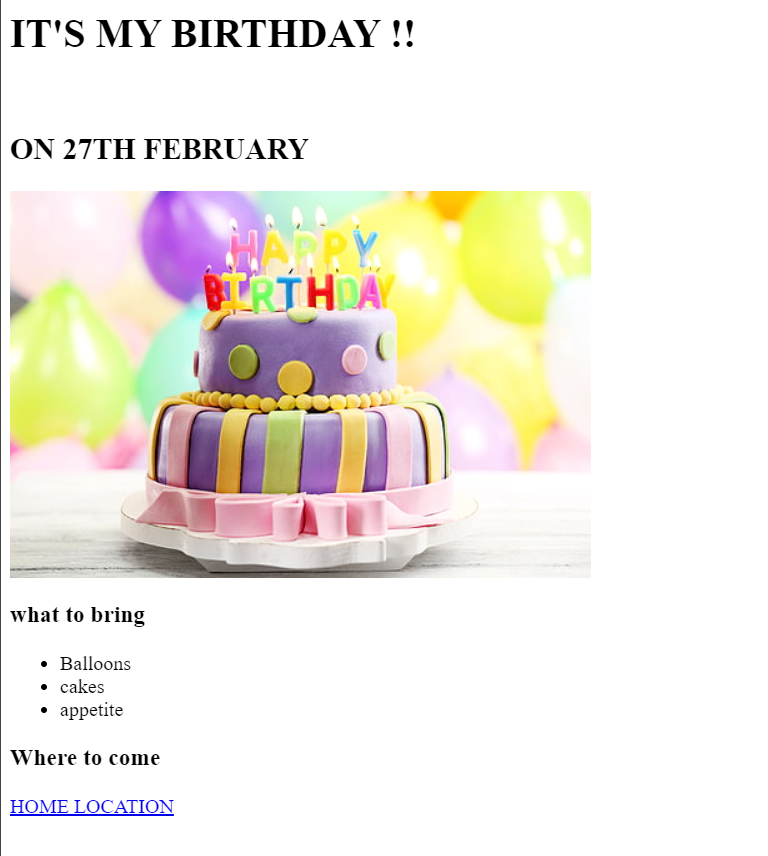 IT'S MY BIRTHDAY !!
ON 27TH FEBRUARY
HAPPY
BIRTHDAY
what to bring
Balloons
cakes
appetite
Where to come
HOME LOCATION